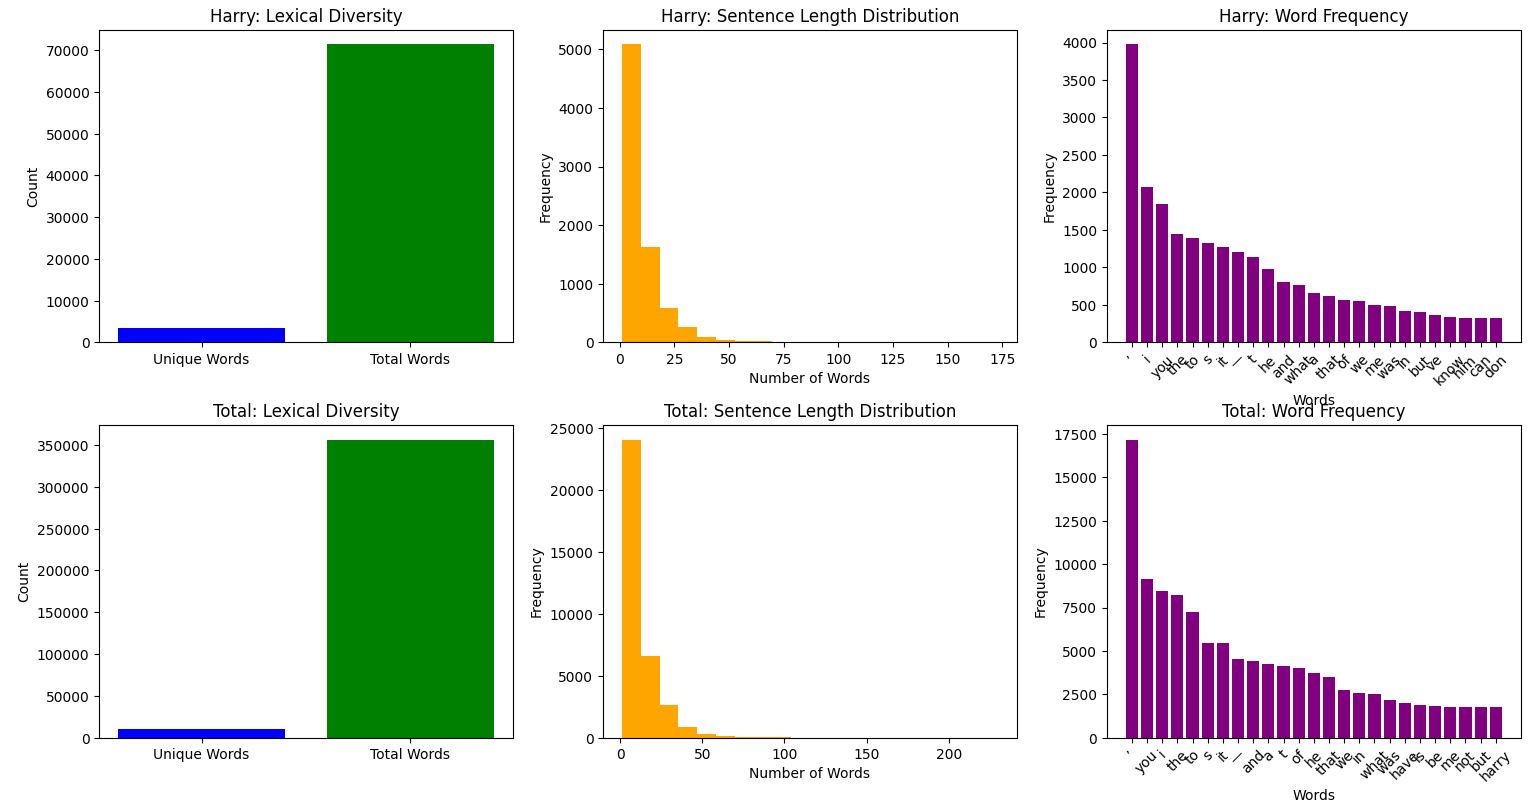 Harry: Lexical Diversity
70000
60000
50000
40000
30000
20000
10000
0
Count
Unique Words
Total Words
Harry: Sentence Length Distribution
5000
4000
3000
2000
1000
0
Frequency
0
25
50
75
100
125
150
175
Number of Words
Harry: Word Frequency
4000
3500
3000
2500
2000
1500
1000
500
0
Frequency
’
i
you
the
to
s
it
—
t
he
and
what
a
that
of
we
me
was
in
but
ve
know
him
can
don
Words
Total: Lexical Diversity
350000
300000
250000
200000
150000
100000
50000
0
Count
Unique Words
Total Words
Total: Sentence Length Distribution
25000
20000
15000
10000
5000
0
Frequency
0
50
100
150
200
Number of Words
Total: Word Frequency
17500
15000
12500
10000
7500
5000
2500
0
Frequency
’
you
i
the
to
s
it
—
and
a
t
of
he
that
we
in
what
was
have
is
be
me
not
but
harry
Words